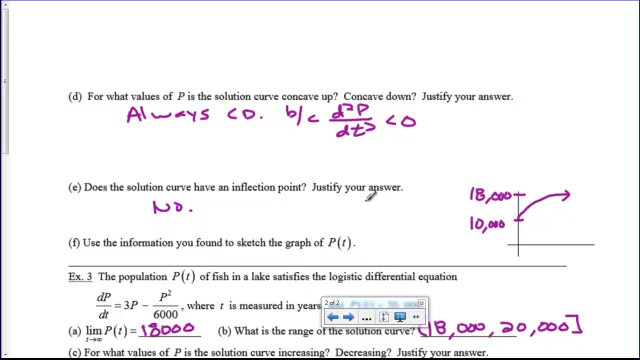 (d) For what values of P is the solution curve concave up? Concave down? Justify your answer.
Always CD. b/c d²P/dt² < 0
(e) Does the solution curve have an inflection point? Justify your answer.
No.
18,000
10,000
(f) Use the information you found to sketch the graph of P(t).
Ex. 3 The population P(t) of fish in a lake satisfies the logistic differential equation
dP/dt = 3P − P²/6000, where t is measured in years
2 of 2
(a) lim t→∞ P(t) = 18000 (b) What is the range of the solution curve? (18,000, 20,000]
(c) For what values of P is the solution curve increasing? Decreasing? Justify your answer.